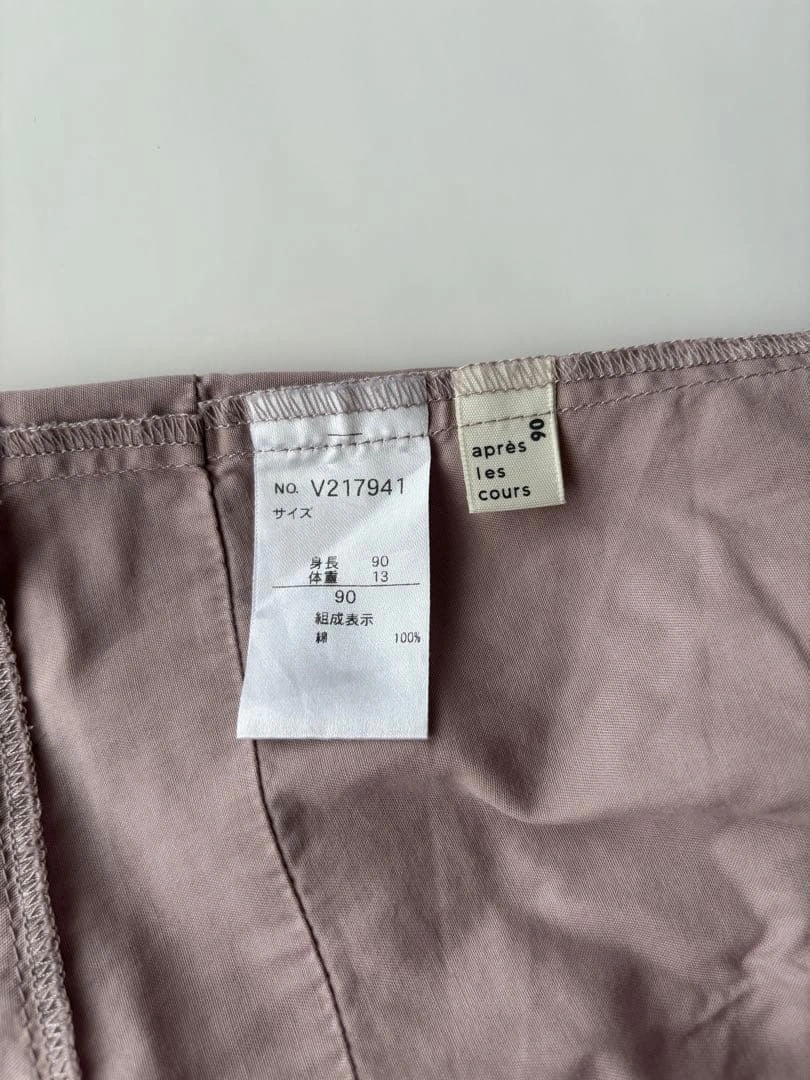 NO. V217941
サイズ
身長 90
体重 13
90
組成表示
綿 100%
après
les
cours
90